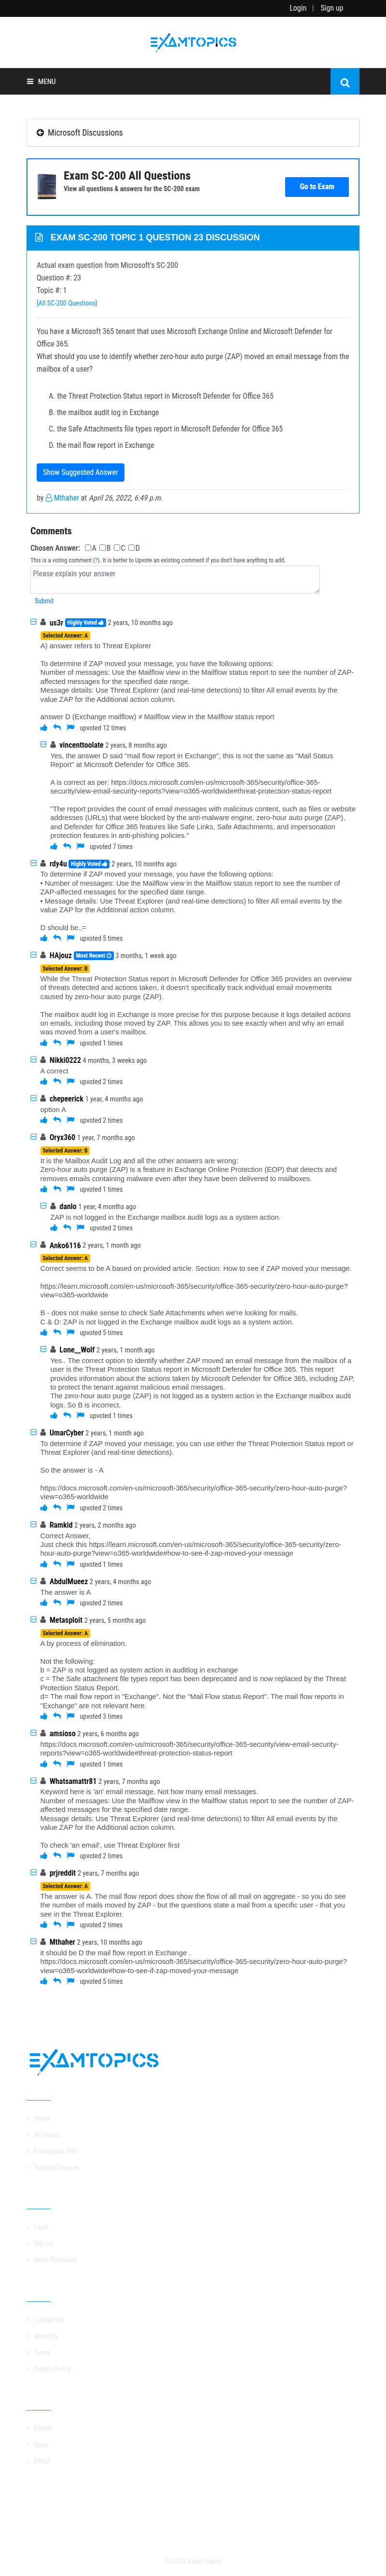 Login | Sign up
EXAMTOPICS
MENU
Microsoft Discussions
Exam SC-200 All Questions
View all questions & answers for the SC-200 exam
Go to Exam
EXAM SC-200 TOPIC 1 QUESTION 23 DISCUSSION
Actual exam question from Microsoft's SC-200
Question #: 23
Topic #: 1
[All SC-200 Questions]
You have a Microsoft 365 tenant that uses Microsoft Exchange Online and Microsoft Defender for
Office 365.
What should you use to identify whether zero-hour auto purge (ZAP) moved an email message from the
mailbox of a user?
A. the Threat Protection Status report in Microsoft Defender for Office 365
B. the mailbox audit log in Exchange
C. the Safe Attachments file types report in Microsoft Defender for Office 365
D. the mail flow report in Exchange
Show Suggested Answer
by Mthaher at April 26, 2022, 6:49 p.m.
Comments
Chosen Answer: A B C D
This is a voting comment (?). It is better to Upvote an existing comment if you don't have anything to add.
Please explain your answer
Submit
us3r Highly Voted 2 years, 10 months ago
Selected Answer: A
A) answer refers to Threat Explorer
To determine if ZAP moved your message, you have the following options:
Number of messages: Use the Mailflow view in the Mailflow status report to see the number of ZAP-
affected messages for the specified date range.
Message details: Use Threat Explorer (and real-time detections) to filter All email events by the
value ZAP for the Additional action column.
answer D (Exchange mailflow) ≠ Mailflow view in the Mailflow status report
upvoted 12 times
vincenttoolate 2 years, 8 months ago
Yes, the answer D said "mail flow report in Exchange", this is not the same as "Mail Status
Report" at Microsoft Defender for Office 365.
A is correct as per: https://docs.microsoft.com/en-us/microsoft-365/security/office-365-
security/view-email-security-reports?view=o365-worldwide#threat-protection-status-report
"The report provides the count of email messages with malicious content, such as files or website
addresses (URLs) that were blocked by the anti-malware engine, zero-hour auto purge (ZAP),
and Defender for Office 365 features like Safe Links, Safe Attachments, and impersonation
protection features in anti-phishing policies."
upvoted 7 times
rdy4u Highly Voted 2 years, 10 months ago
To determine if ZAP moved your message, you have the following options:
• Number of messages: Use the Mailflow view in the Mailflow status report to see the number of
ZAP-affected messages for the specified date range.
• Message details: Use Threat Explorer (and real-time detections) to filter All email events by the
value ZAP for the Additional action column.
D should be.,=
upvoted 5 times
HAjouz Most Recent 3 months, 1 week ago
Selected Answer: B
While the Threat Protection Status report in Microsoft Defender for Office 365 provides an overview
of threats detected and actions taken, it doesn't specifically track individual email movements
caused by zero-hour auto purge (ZAP).
The mailbox audit log in Exchange is more precise for this purpose because it logs detailed actions
on emails, including those moved by ZAP. This allows you to see exactly when and why an email
was moved from a user's mailbox.
upvoted 1 times
Nikki0222 4 months, 3 weeks ago
A correct
upvoted 2 times
chepeerick 1 year, 4 months ago
option A
upvoted 2 times
Oryx360 1 year, 7 months ago
Selected Answer: B
It is the Mailbox Audit Log and all the other answers are wrong:
Zero-hour auto purge (ZAP) is a feature in Exchange Online Protection (EOP) that detects and
removes emails containing malware even after they have been delivered to mailboxes.
upvoted 1 times
danlo 1 year, 4 months ago
ZAP is not logged in the Exchange mailbox audit logs as a system action.
upvoted 2 times
Anko6116 2 years, 1 month ago
Selected Answer: A
Correct seems to be A based on provided article. Section: How to see if ZAP moved your message.
https://learn.microsoft.com/en-us/microsoft-365/security/office-365-security/zero-hour-auto-purge?
view=o365-worldwide
B - does not make sense to check Safe Attachments when we're looking for mails.
C & D: ZAP is not logged in the Exchange mailbox audit logs as a system action.
upvoted 5 times
Lone__Wolf 2 years, 1 month ago
Yes.. The correct option to identify whether ZAP moved an email message from the mailbox of a
user is the Threat Protection Status report in Microsoft Defender for Office 365. This report
provides information about the actions taken by Microsoft Defender for Office 365, including ZAP,
to protect the tenant against malicious email messages.
The zero-hour auto purge (ZAP) is not logged as a system action in the Exchange mailbox audit
logs. So B is incorrect.
upvoted 1 times
UmarCyber 2 years, 1 month ago
To determine if ZAP moved your message, you can use either the Threat Protection Status report or
Threat Explorer (and real-time detections).
So the answer is - A
https://docs.microsoft.com/en-us/microsoft-365/security/office-365-security/zero-hour-auto-purge?
view=o365-worldwide
upvoted 2 times
Ramkid 2 years, 2 months ago
Correct Answer,
Just check this https://learn.microsoft.com/en-us/microsoft-365/security/office-365-security/zero-
hour-auto-purge?view=o365-worldwide#how-to-see-if-zap-moved-your-message
upvoted 1 times
AbdulMueez 2 years, 4 months ago
The answer is A
upvoted 2 times
Metasploit 2 years, 5 months ago
Selected Answer: A
A by process of elimination.
Not the following:
b = ZAP is not logged as system action in auditlog in exchange
c = The Safe attachment file types report has been deprecated and is now replaced by the Threat
Protection Status Report.
d= The mail flow report in "Exchange". Not the "Mail Flow status Report". The mail flow reports in
"Exchange" are not relevant here.
upvoted 3 times
amsioso 2 years, 6 months ago
https://docs.microsoft.com/en-us/microsoft-365/security/office-365-security/view-email-security-
reports?view=o365-worldwide#threat-protection-status-report
upvoted 1 times
Whatsamattr81 2 years, 7 months ago
Keyword here is 'an' email message. Not how many email messages.
Number of messages: Use the Mailflow view in the Mailflow status report to see the number of ZAP-
affected messages for the specified date range.
Message details: Use Threat Explorer (and real-time detections) to filter All email events by the
value ZAP for the Additional action column.
To check 'an email', use Threat Explorer first
upvoted 2 times
prjreddit 2 years, 7 months ago
Selected Answer: A
The answer is A. The mail flow report does show the flow of all mail on aggregate - so you do see
the number of mails moved by ZAP - but the questions state a mail from a specific user - that you
see in the Threat Explorer.
upvoted 2 times
Mthaher 2 years, 10 months ago
it should be D the mail flow report in Exchange .
https://docs.microsoft.com/en-us/microsoft-365/security/office-365-security/zero-hour-auto-purge?
view=o365-worldwide#how-to-see-if-zap-moved-your-message
upvoted 5 times
EXAMTOPICS
Home
All Exams
Examtopics PRO
Training Courses
Login
Sign up
Reset Password
Contact Us
About Us
Terms
Privacy Policy
Forum
News
DMCA
© 2024 ExamTopics